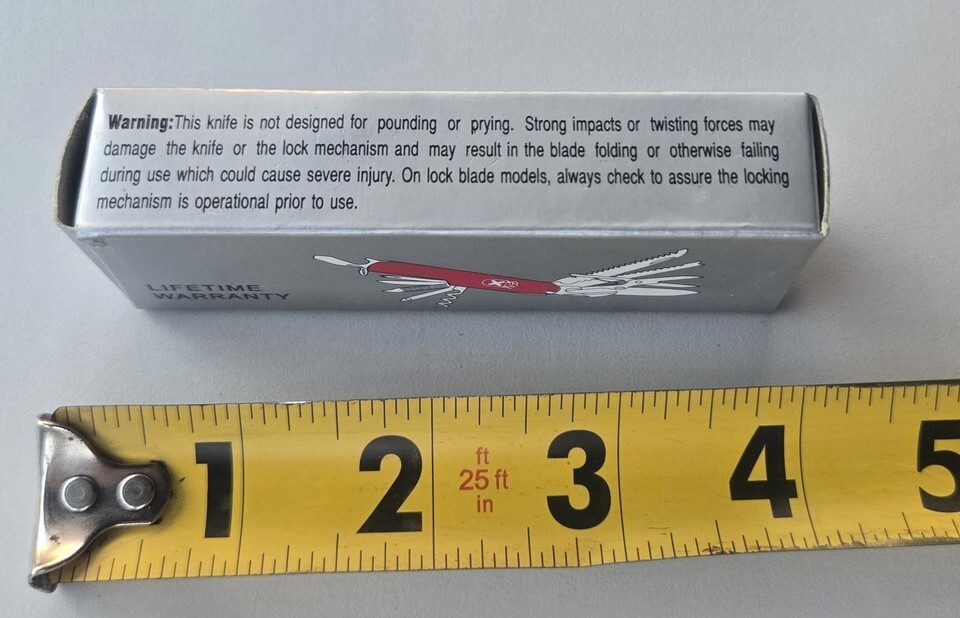 Warning:This knife is not designed for pounding or prying. Strong impacts or twisting forces may
damage the knife or the lock mechanism and may result in the blade folding or otherwise failing
during use which could cause severe injury. On lock blade models, always check to assure the locking
mechanism is operational prior to use.
LIFETIME
WARRANTY
1 2 ft 3 4 5
25 ft
in